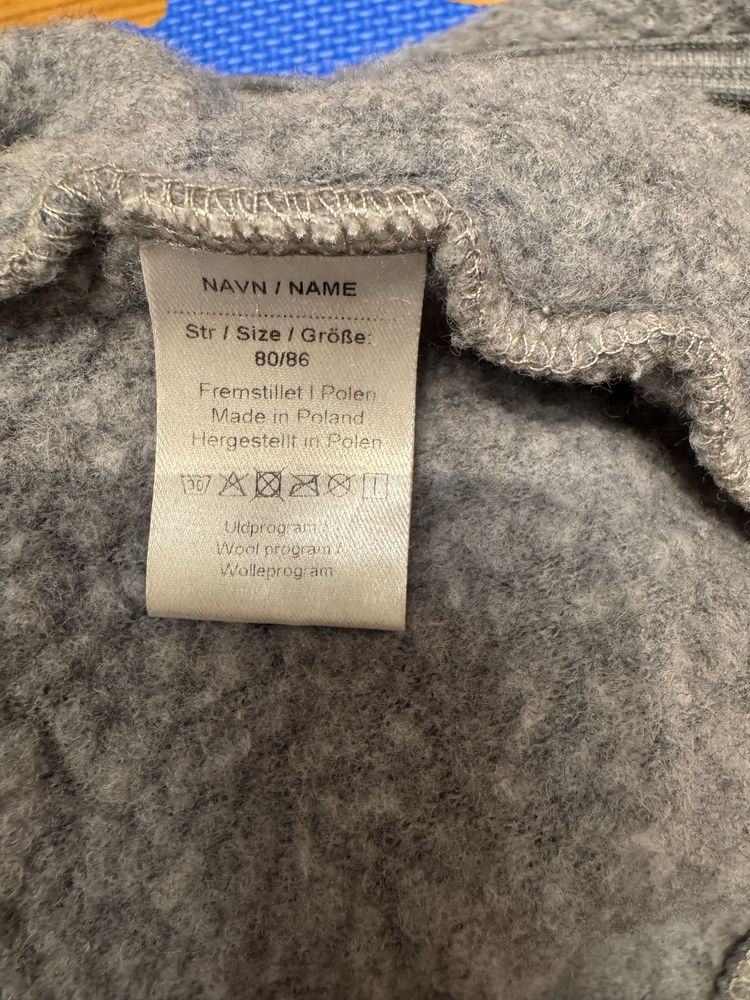 NAVN / NAME
Str / Size / Größe:
80/86
Fremstillet I Polen
Made in Poland
Hergestellt in Polen
30°
Uldprogram /
Wool program /
Wolleprogram